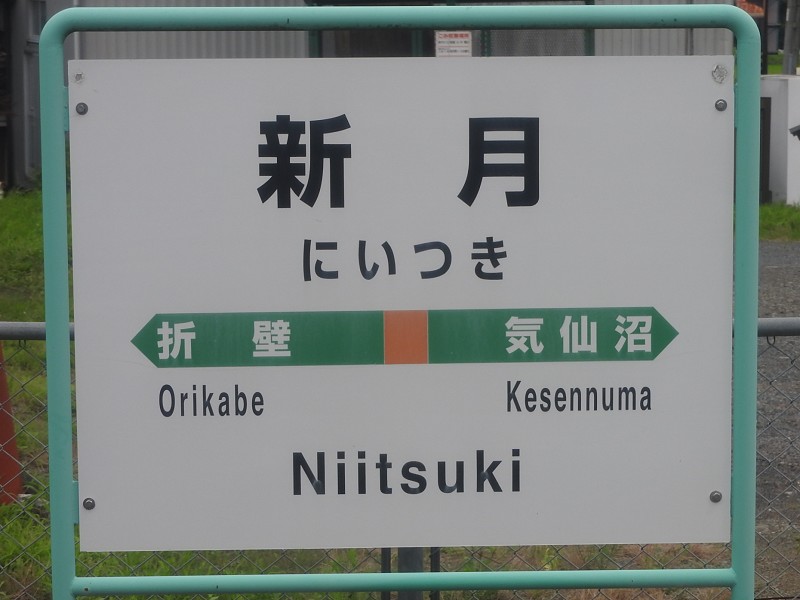 新月
にいつき
折壁 気仙沼
Orikabe Kesennuma
Niitsuki